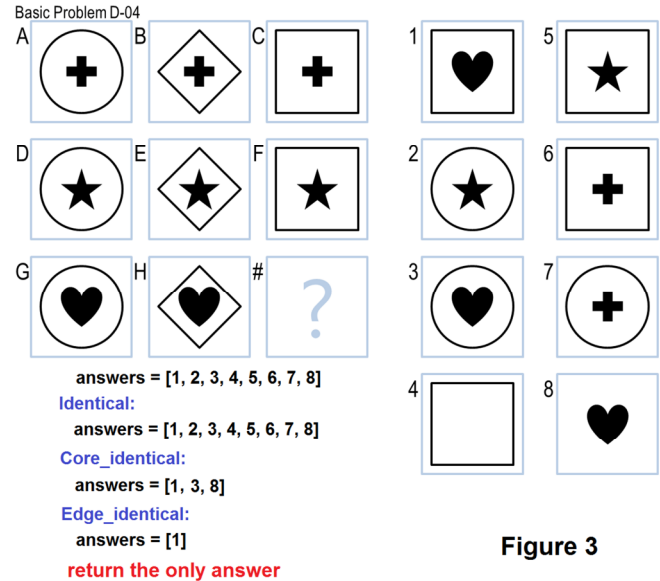 Basic Problem D-04
A B C 1 5
D E F 2 6
G H # 3 7
?
4 8
answers = [1, 2, 3, 4, 5, 6, 7, 8]
Identical:
answers = [1, 2, 3, 4, 5, 6, 7, 8]
Core_identical:
answers = [1, 3, 8]
Edge_identical:
answers = [1]
return the only answer
Figure 3